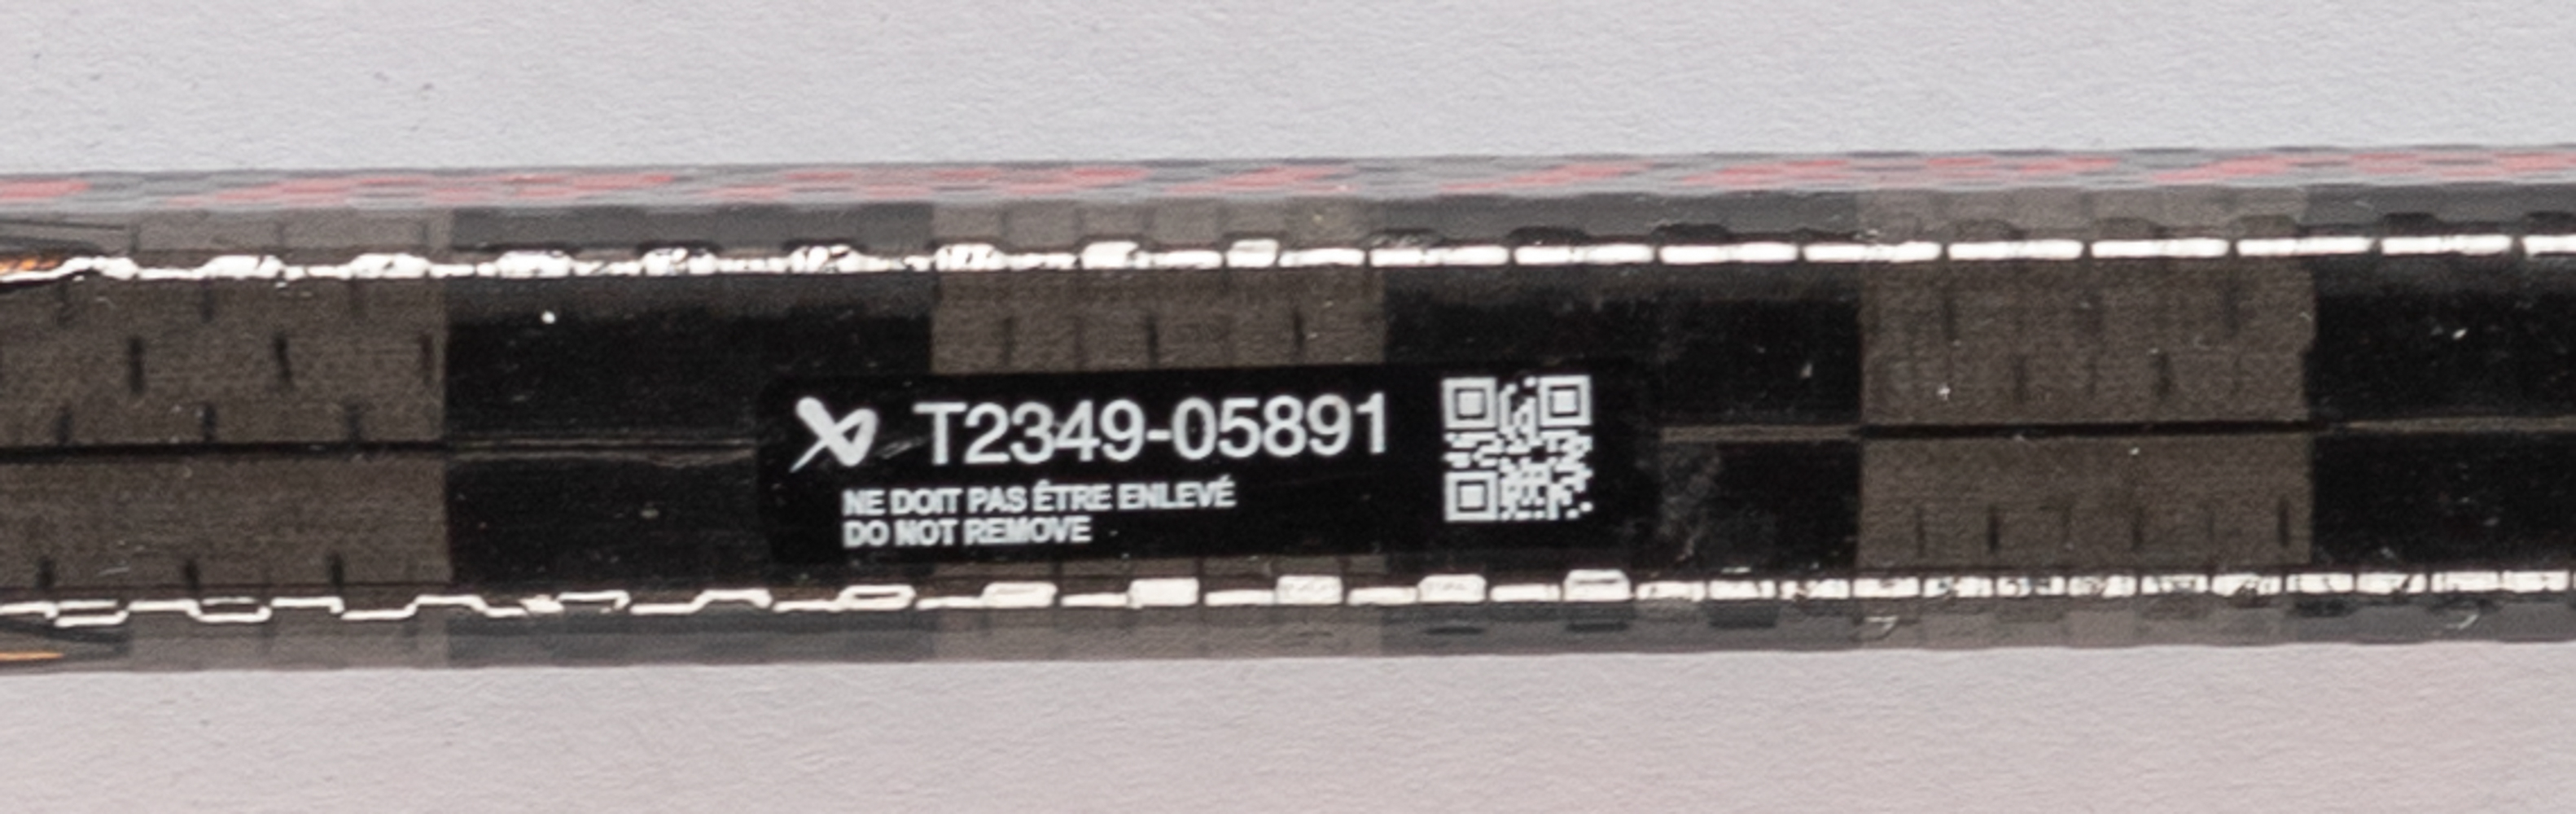 T2349-05891
NE DOIT PAS ÊTRE ENLEVÉ
DO NOT REMOVE